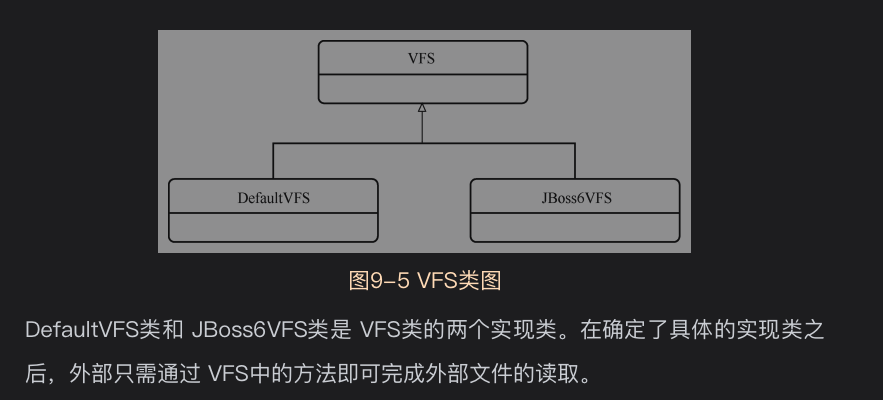 VFS
DefaultVFS
JBoss6VFS
图9-5 VFS类图
DefaultVFS类和 JBoss6VFS类是 VFS类的两个实现类。在确定了具体的实现类之
后，外部只需通过 VFS中的方法即可完成外部文件的读取。